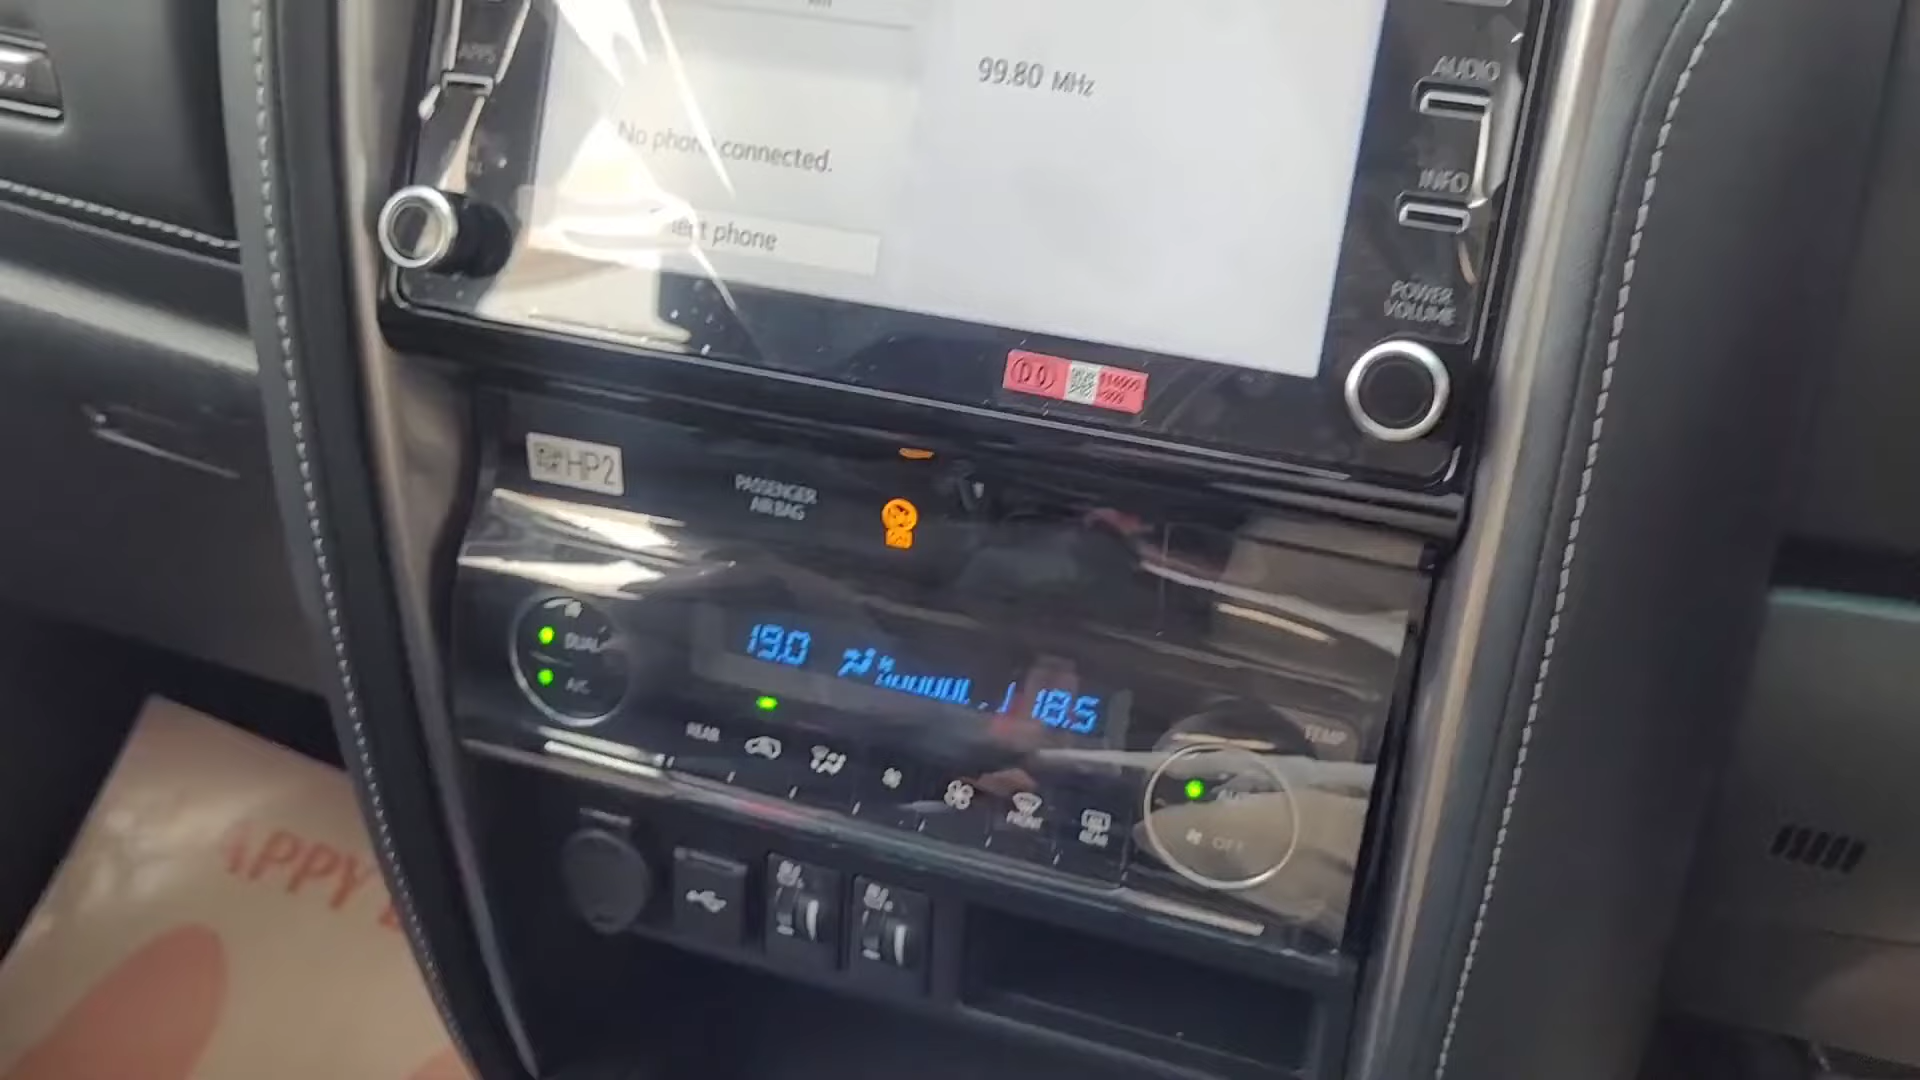 APPS
99.80 MHz
AUDIO
No phone connected.
INFO
phone
POWER
VOLUME
HP2
PASSENGER
AIR BAG
DUAL
A/C
19.0
18.5
TEMP
REAR
FRONT
REAR
OFF